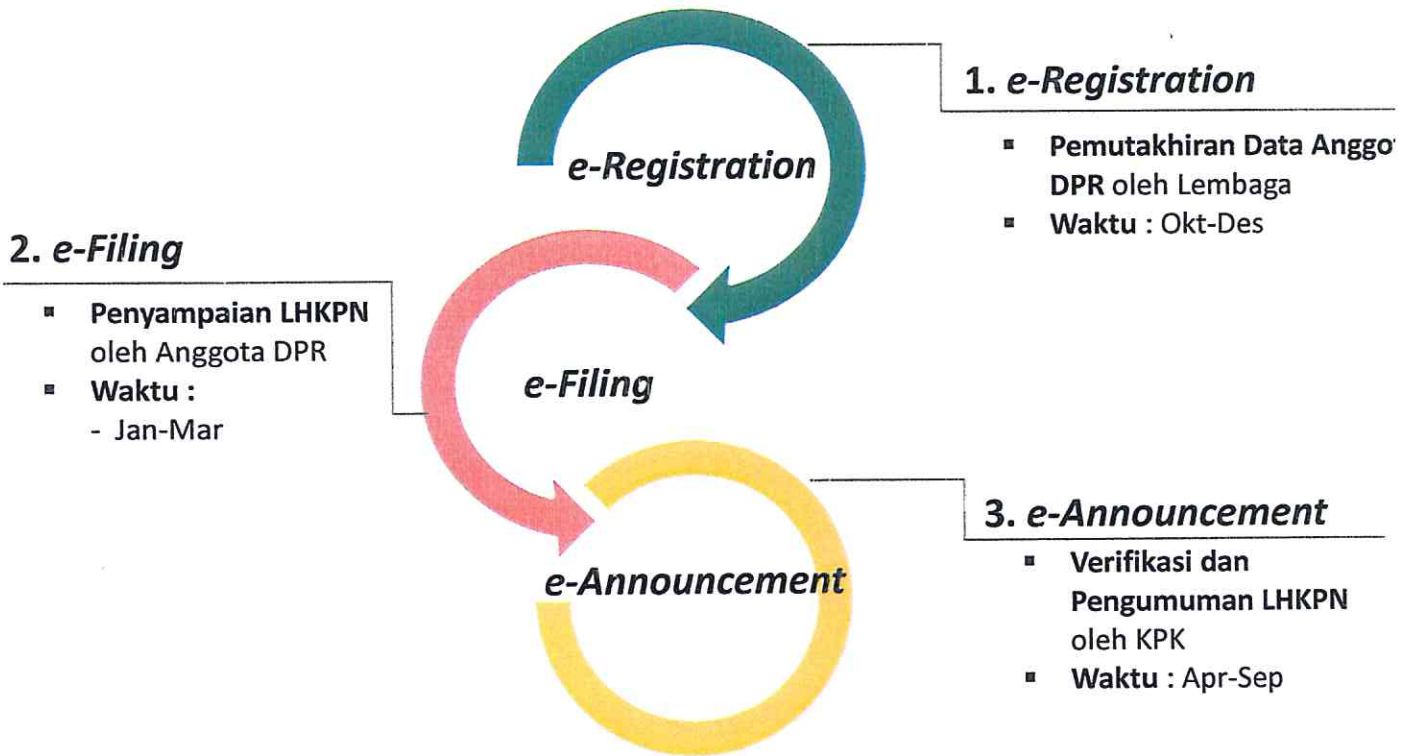 1. e-Registration
▪ Pemutakhiran Data Anggo
DPR oleh Lembaga
▪ Waktu : Okt-Des
e-Registration
2. e-Filing
▪ Penyampaian LHKPN
oleh Anggota DPR
▪ Waktu :
- Jan-Mar
e-Filing
3. e-Announcement
▪ Verifikasi dan
Pengumuman LHKPN
oleh KPK
▪ Waktu : Apr-Sep
e-Announcement